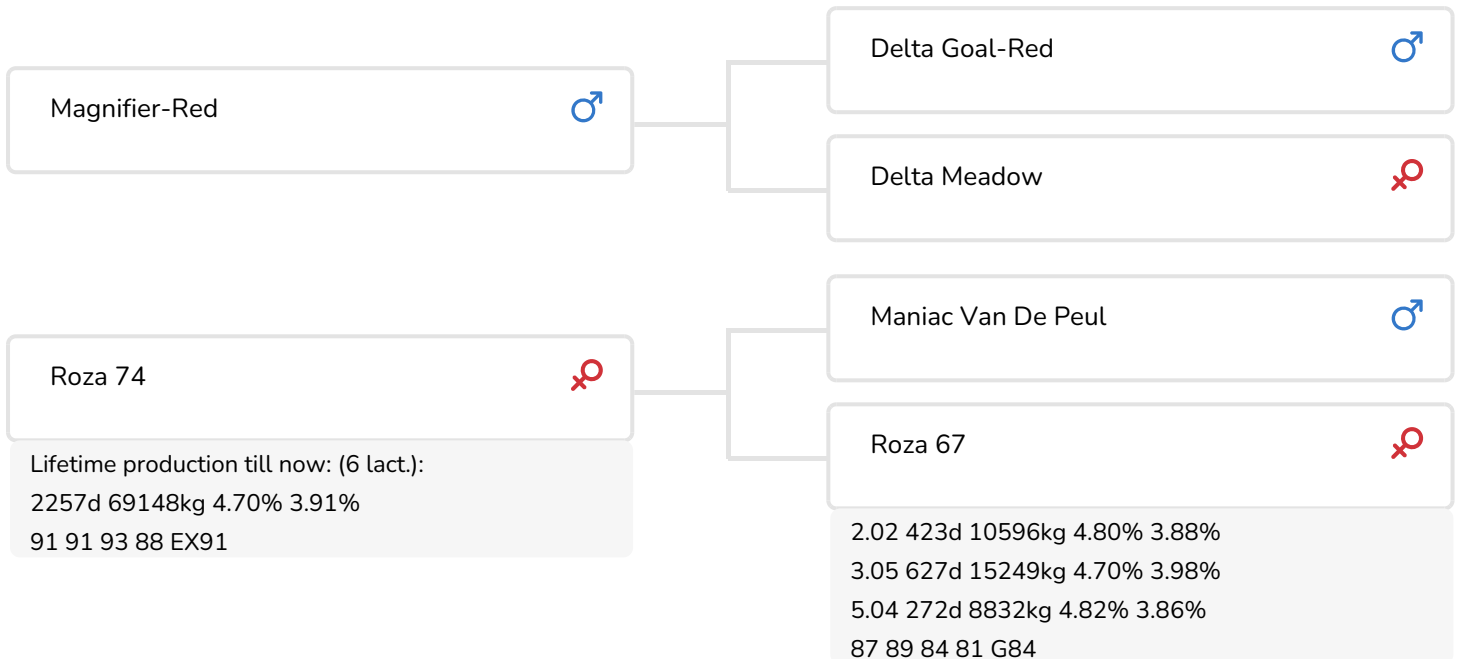 Magnifier-Red
Delta Goal-Red
Delta Meadow
Roza 74
Lifetime production till now: (6 lact.):
2257d 69148kg 4.70% 3.91%
91 91 93 88 EX91
Maniac Van De Peul
Roza 67
2.02 423d 10596kg 4.80% 3.88%
3.05 627d 15249kg 4.70% 3.98%
5.04 272d 8832kg 4.82% 3.86%
87 89 84 81 G84